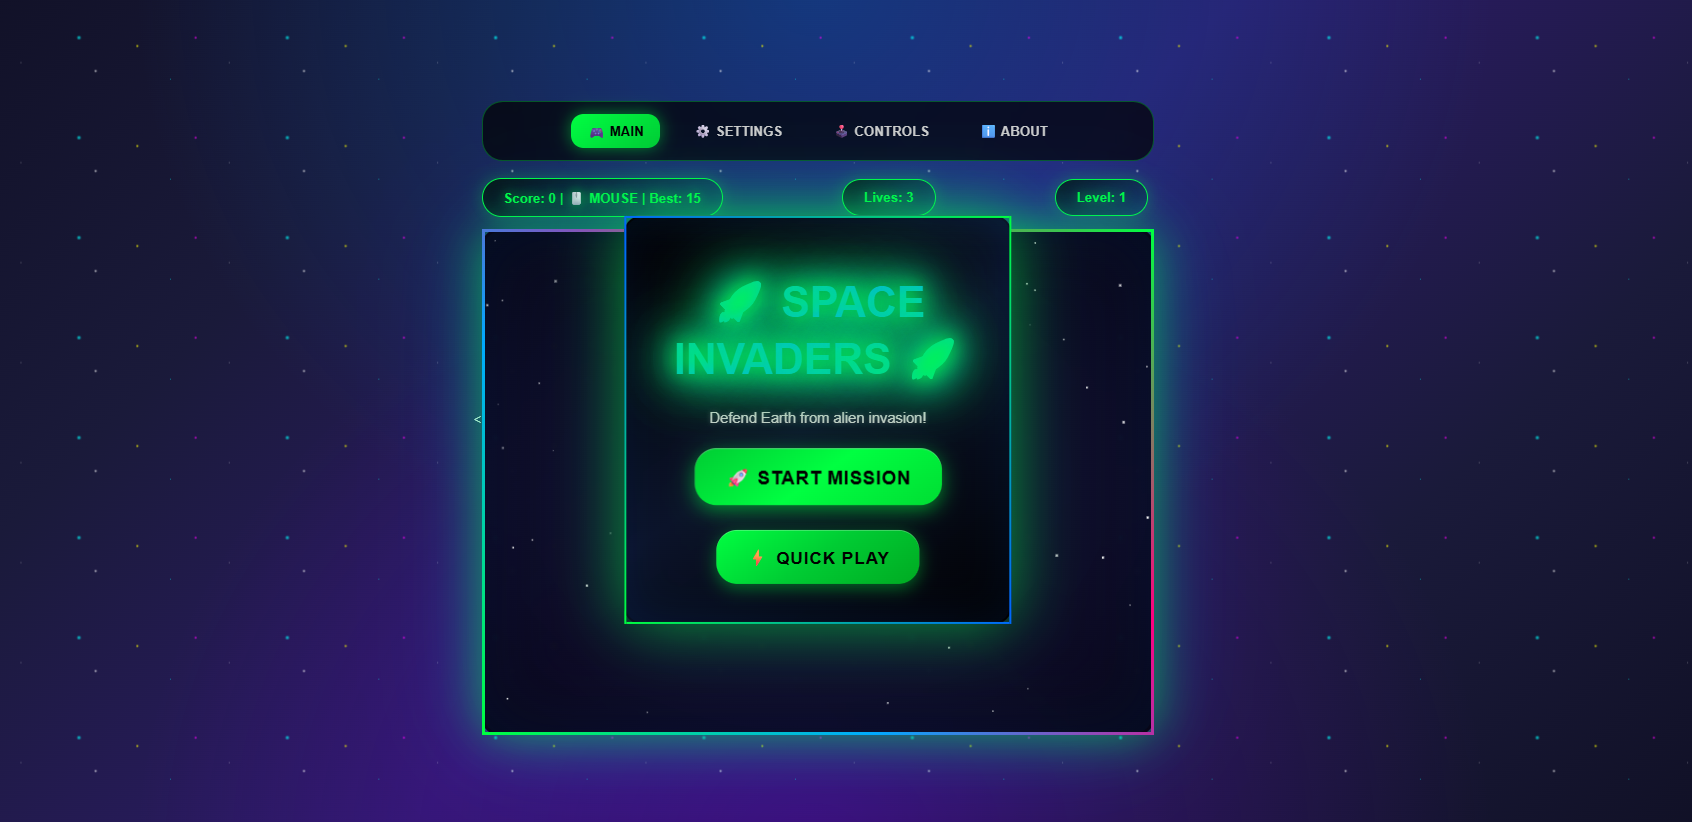 🎮 MAIN ⚙️ SETTINGS 🕹️ CONTROLS ℹ️ ABOUT
Score: 0 | 🖱️ MOUSE | Best: 15 Lives: 3 Level: 1
🚀 SPACE
INVADERS 🚀
<
Defend Earth from alien invasion!
🚀 START MISSION
⚡ QUICK PLAY